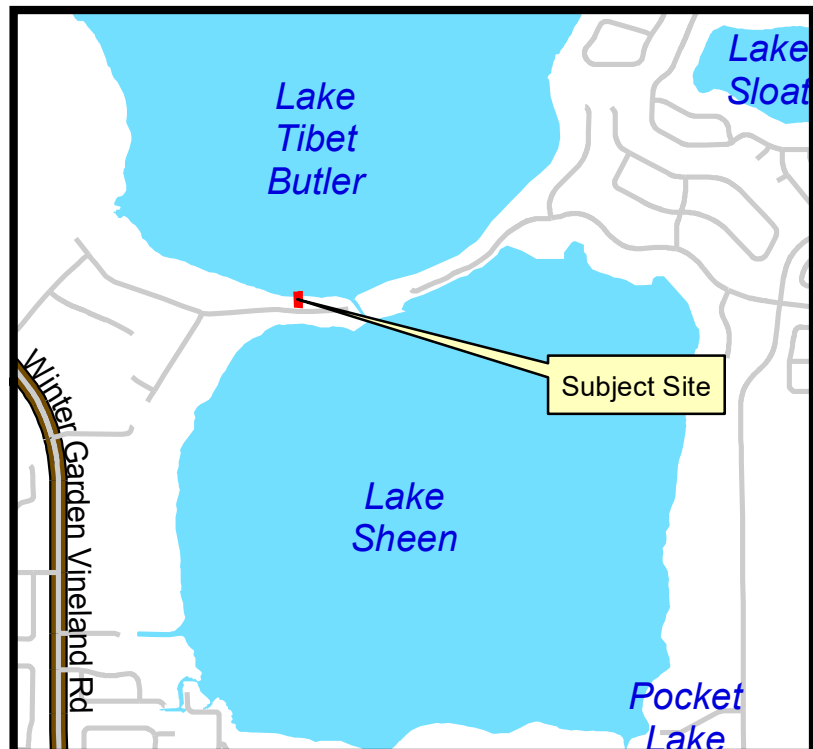 Lake
Tibet
Butler
Lake
Sloat
Subject Site
Winter Garden Vineland Rd
Lake
Sheen
Pocket
Lake